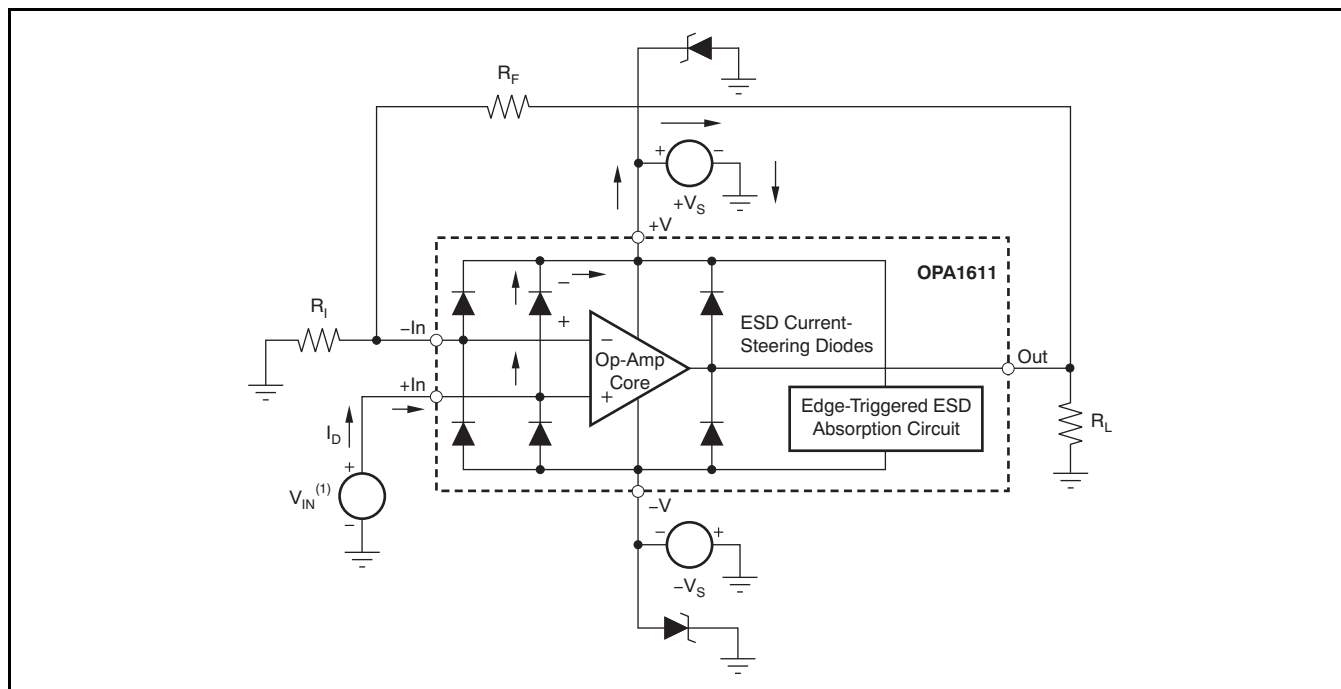 R_F
+ −
+V_S
+V
OPA1611
−
+
R_I
−In
ESD Current-
Steering Diodes
−
Op-Amp
Core
+
Out
+In
Edge-Triggered ESD
Absorption Circuit
R_L
I_D
+
V_IN^(1)
−
−V
− +
−V_S